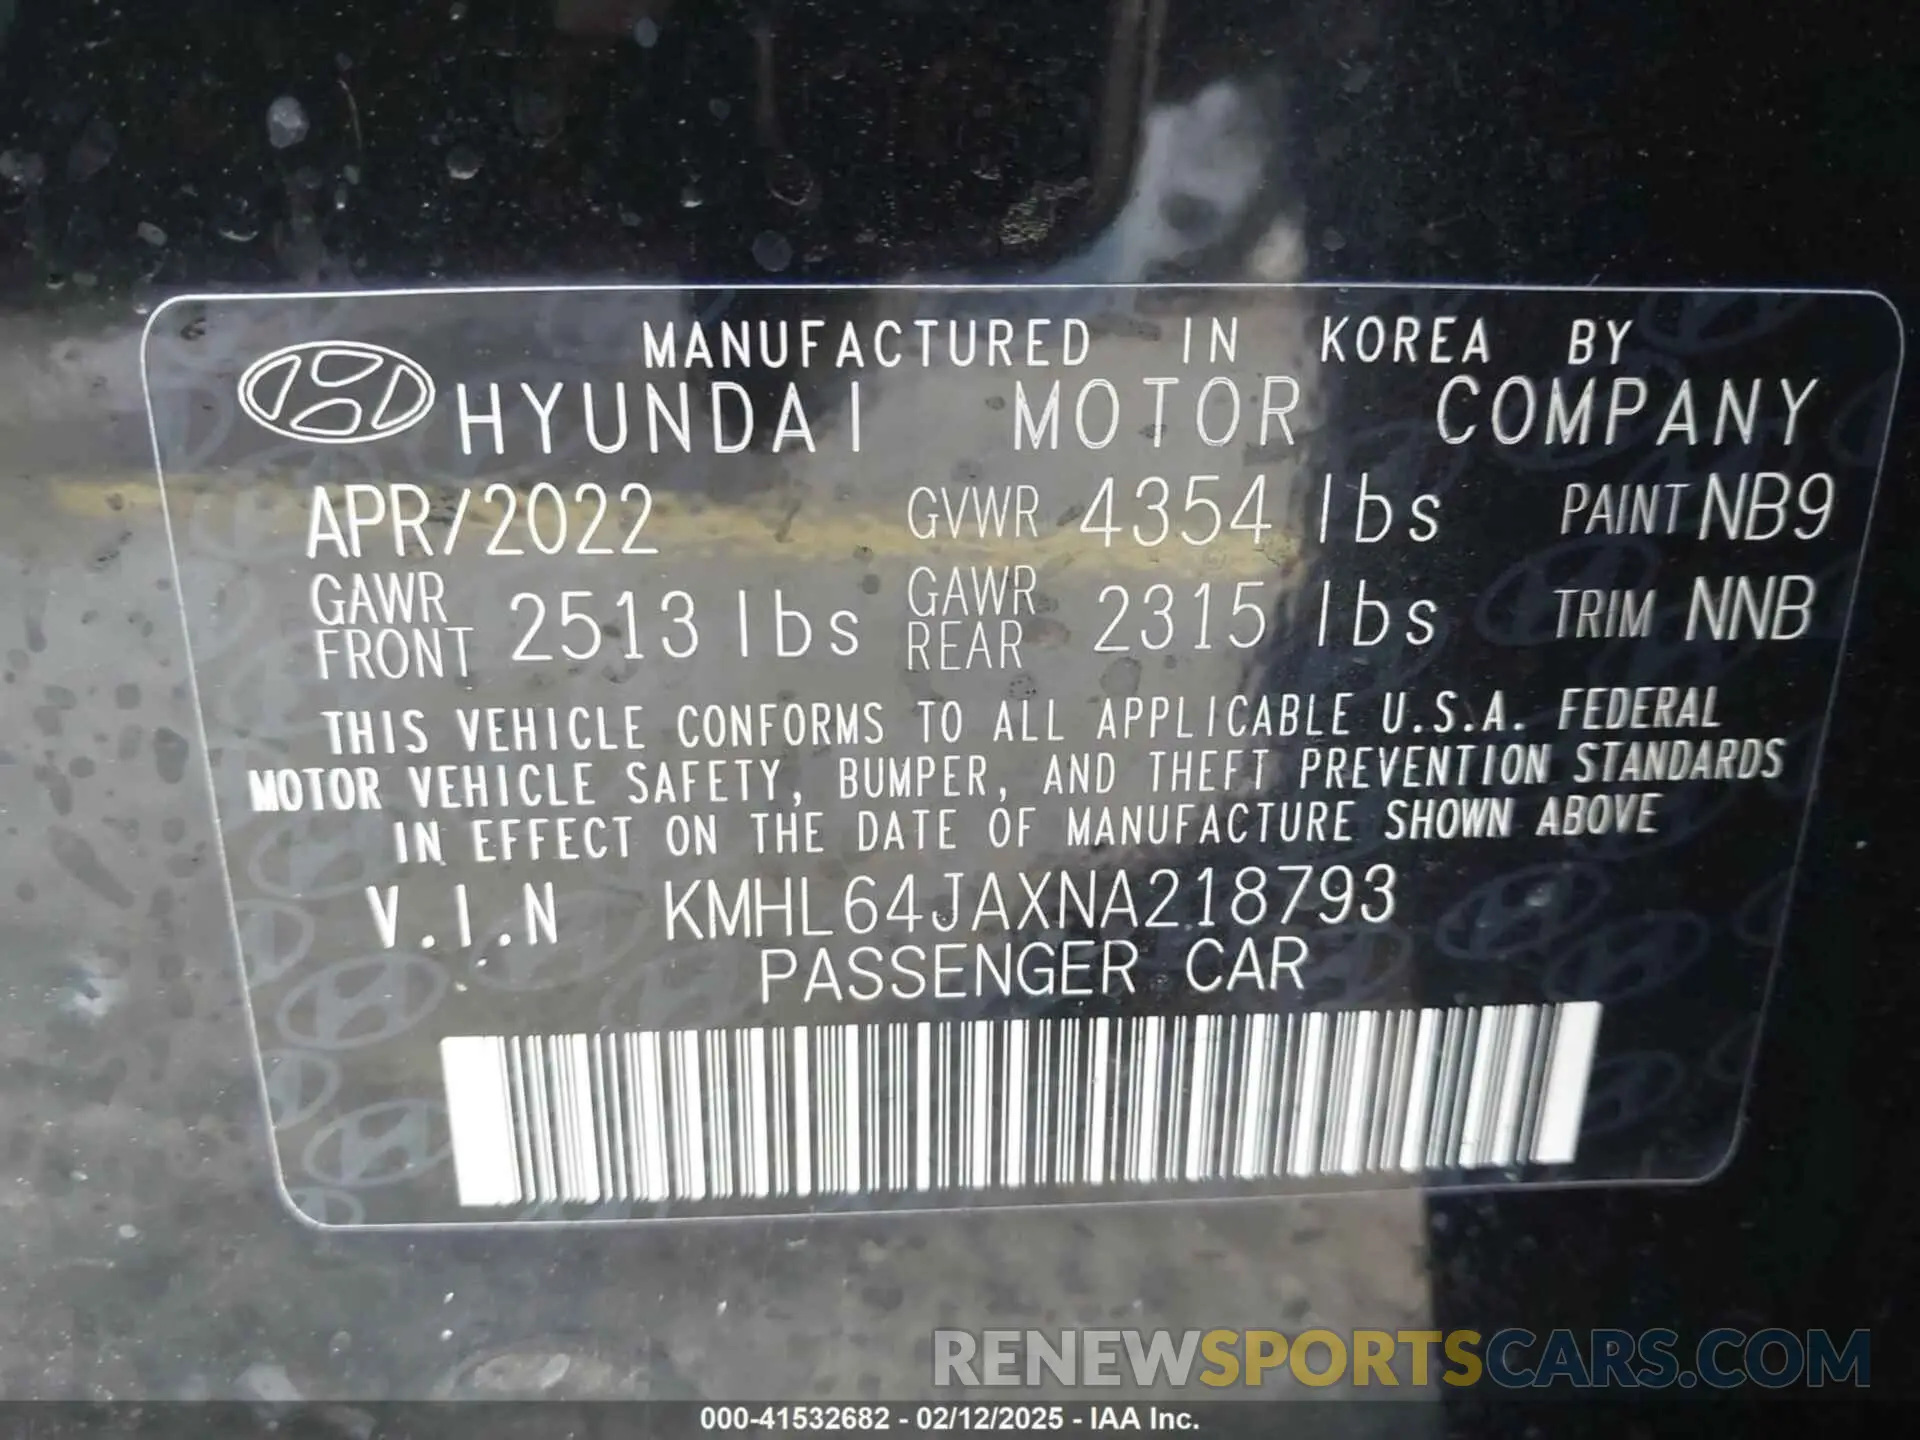 MANUFACTURED IN KOREA BY
HYUNDAI MOTOR COMPANY
APR/2022 GVWR 4354 lbs PAINT NB9
GAWR FRONT 2513 lbs GAWR REAR 2315 lbs TRIM NNB
THIS VEHICLE CONFORMS TO ALL APPLICABLE U.S.A. FEDERAL
MOTOR VEHICLE SAFETY, BUMPER, AND THEFT PREVENTION STANDARDS
IN EFFECT ON THE DATE OF MANUFACTURE SHOWN ABOVE
V.I.N KMHL64JAXNA218793
PASSENGER CAR
RENEWSPORTSCARS.COM
000-41532682 - 02/12/2025 - IAA Inc.